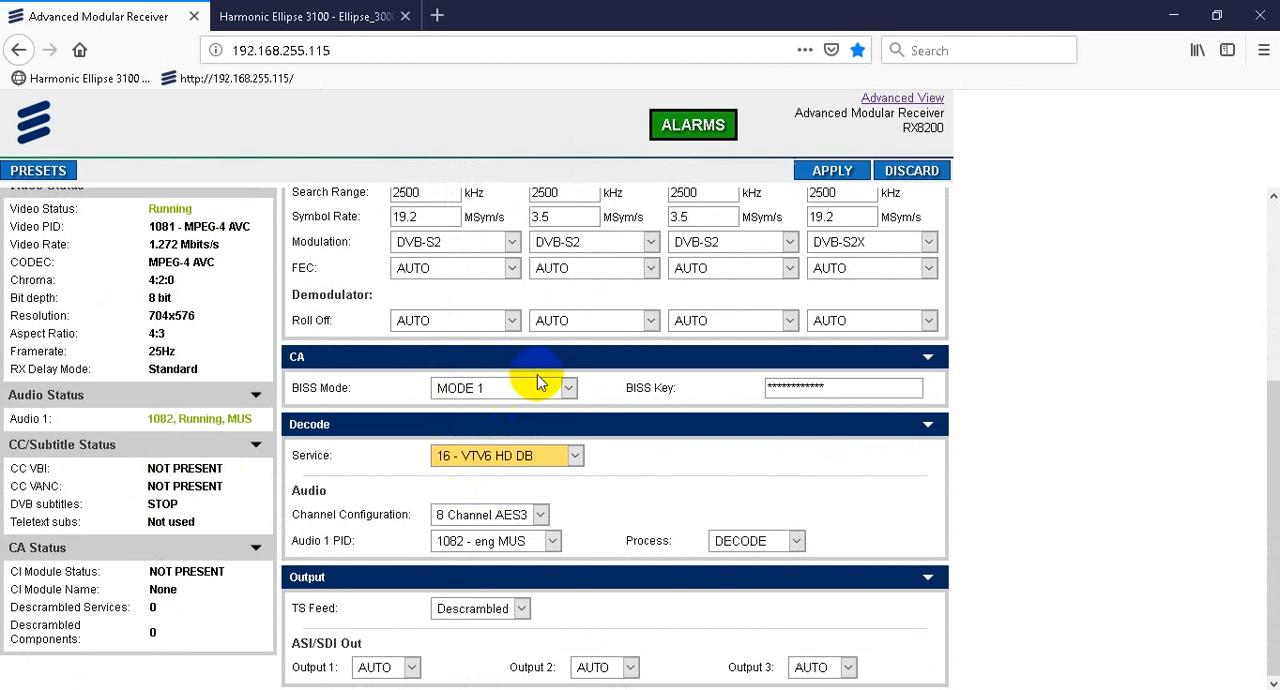 Advanced Modular Receiver
Harmonic Ellipse 3100 - Ellipse_300
192.168.255.115
Search
Harmonic Ellipse 3100 ...
http://192.168.255.115/
ALARMS
Advanced View
Advanced Modular Receiver
RX8200
PRESETS
APPLY
DISCARD
Video Status
Video Status: Running
Video PID: 1081 - MPEG-4 AVC
Video Rate: 1.272 Mbits/s
CODEC: MPEG-4 AVC
Chroma: 4:2:0
Bit depth: 8 bit
Resolution: 704x576
Aspect Ratio: 4:3
Framerate: 25Hz
RX Delay Mode: Standard
Audio Status
Audio 1: 1082, Running, MUS
CC/Subtitle Status
CC VBI: NOT PRESENT
CC VANC: NOT PRESENT
DVB subtitles: STOP
Teletext subs: Not used
CA Status
CI Module Status: NOT PRESENT
CI Module Name: None
Descrambled Services: 0
Descrambled
Components: 0
Search Range: 2500 kHz 2500 kHz 2500 kHz 2500 kHz
Symbol Rate: 19.2 MSym/s 3.5 MSym/s 3.5 MSym/s 19.2 MSym/s
Modulation: DVB-S2 DVB-S2 DVB-S2 DVB-S2X
FEC: AUTO AUTO AUTO AUTO
Demodulator:
Roll Off: AUTO AUTO AUTO AUTO
CA
BISS Mode: MODE 1 BISS Key: ************
Decode
Service: 16 - VTV6 HD DB
Audio
Channel Configuration: 8 Channel AES3
Audio 1 PID: 1082 - eng MUS Process: DECODE
Output
TS Feed: Descrambled
ASI/SDI Out
Output 1: AUTO Output 2: AUTO Output 3: AUTO